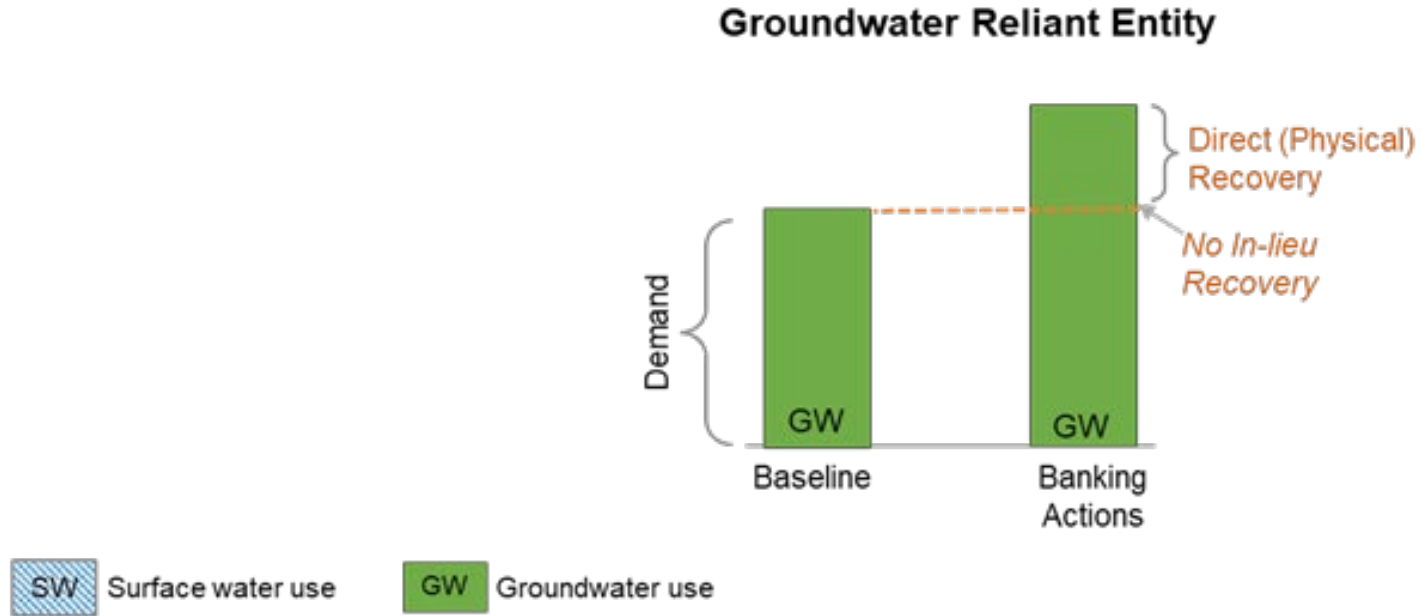 Groundwater Reliant Entity
Direct (Physical)
Recovery
No In-lieu
Recovery
Demand
GW
GW
Baseline
Banking
Actions
SW
Surface water use
GW
Groundwater use